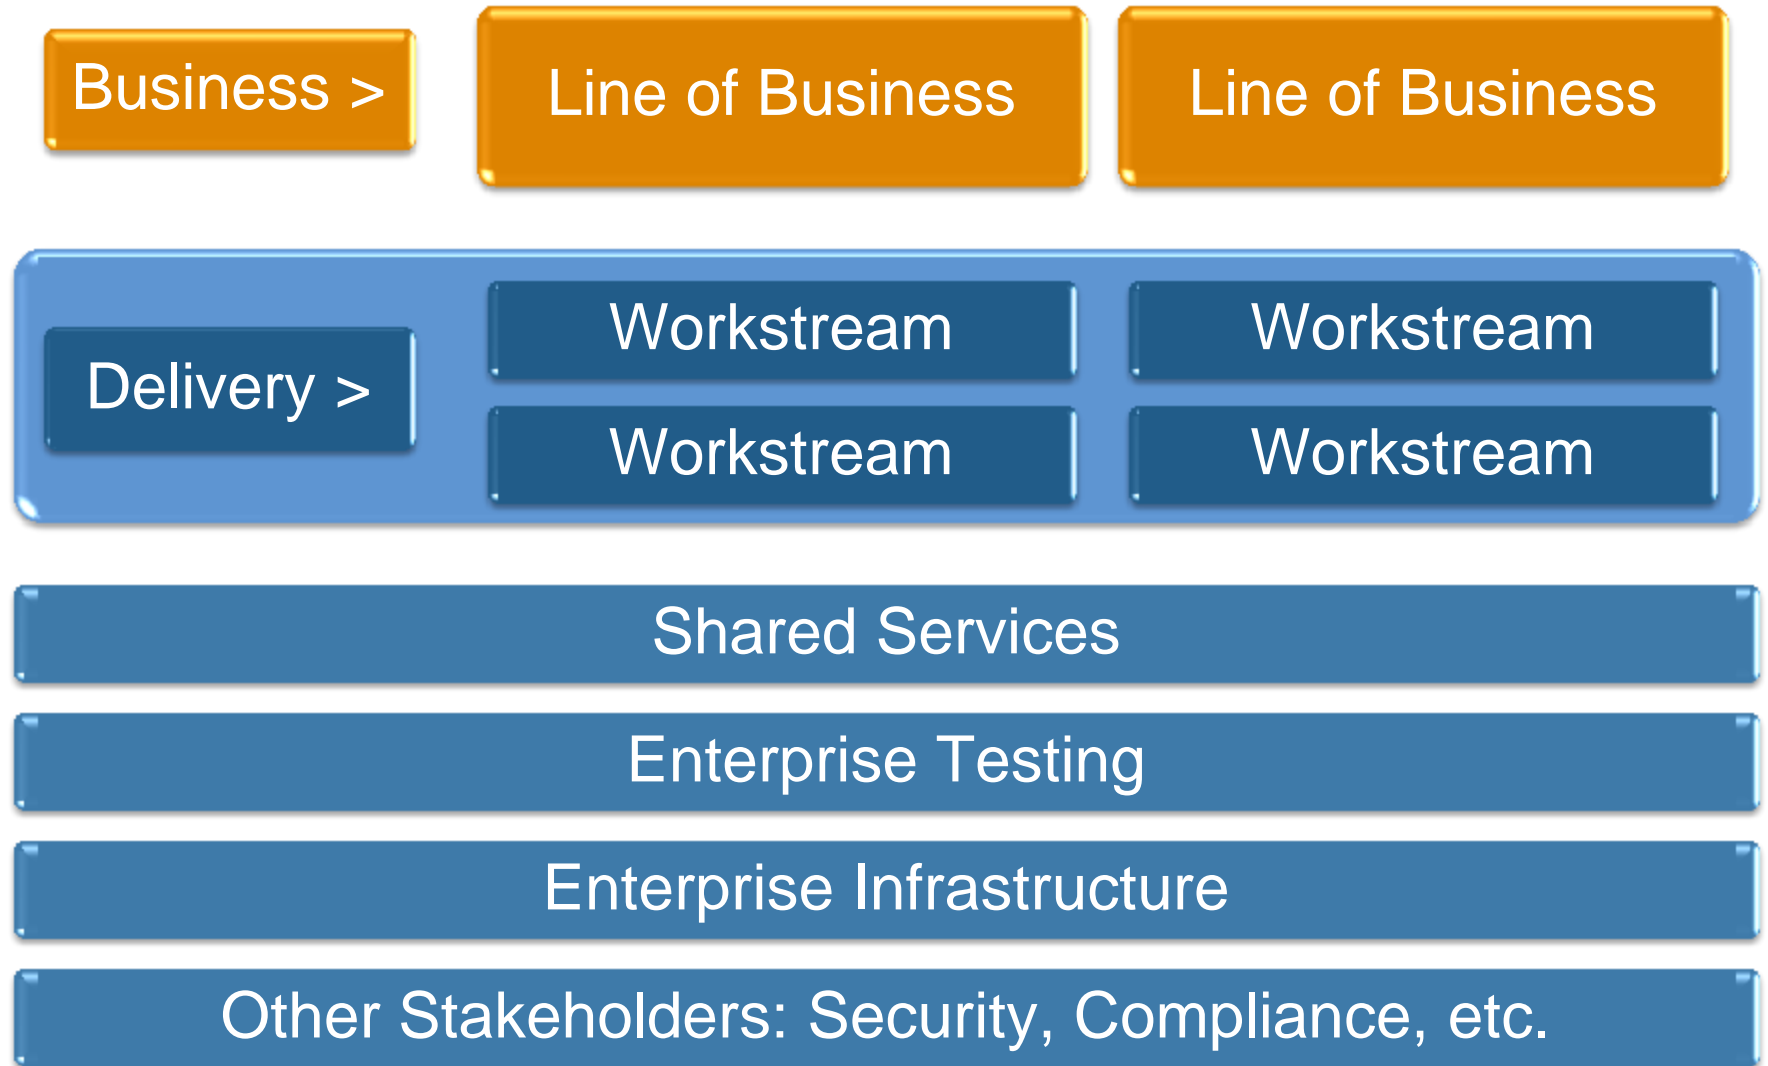 Business >
Line of Business
Line of Business
Delivery >
Workstream
Workstream
Workstream
Workstream
Shared Services
Enterprise Testing
Enterprise Infrastructure
Other Stakeholders: Security, Compliance, etc.